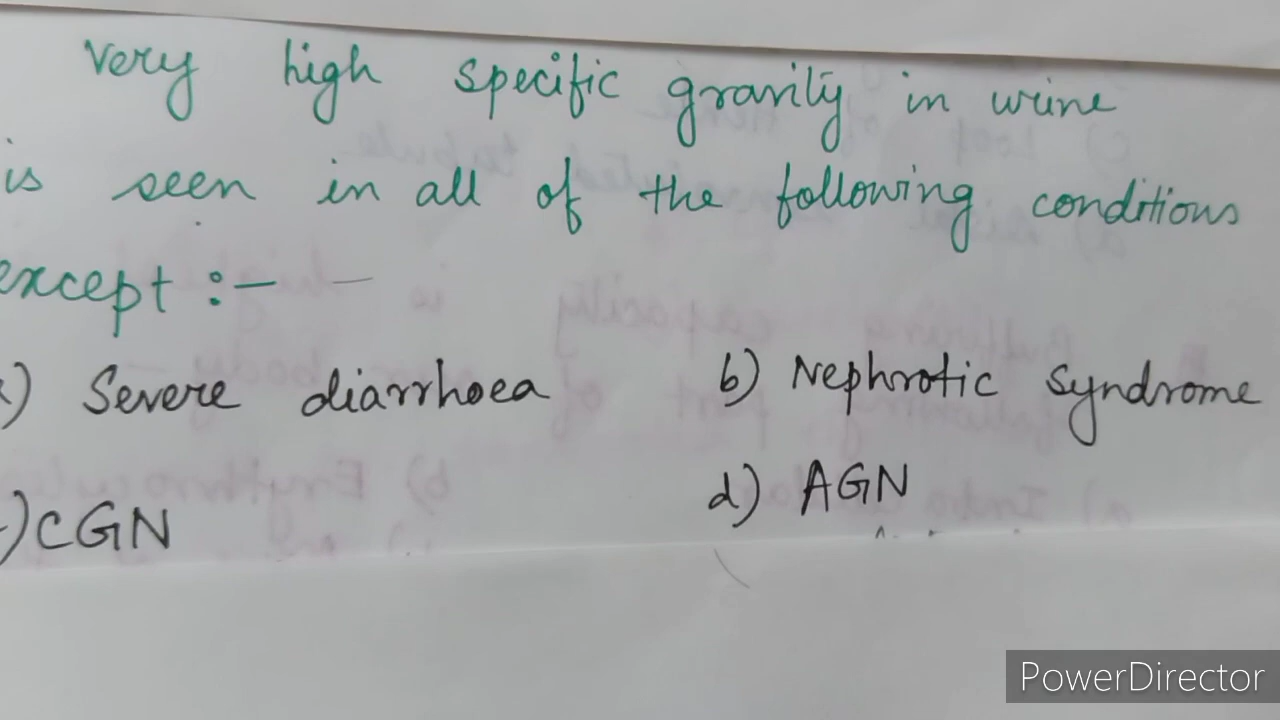 Very high specific gravity in urine
is seen in all of the following conditions
except :-
) Severe diarrhoea b) Nephrotic syndrome
) CGN d) AGN
PowerDirector